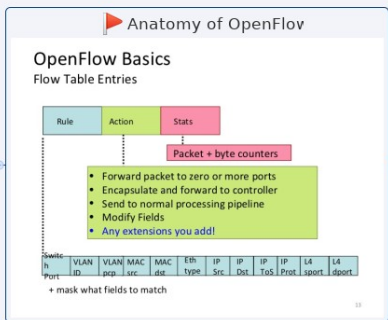 Anatomy of OpenFlow
OpenFlow Basics
Flow Table Entries
Rule Action Stats
Packet + byte counters
• Forward packet to zero or more ports
• Encapsulate and forward to controller
• Send to normal processing pipeline
• Modify Fields
• Any extensions you add!
Switc VLAN VLAN MAC MAC Eth IP IP IP IP L4 L4
h ID pcp src dst type Src Dst ToS Prot sport dport
Port
+ mask what fields to match